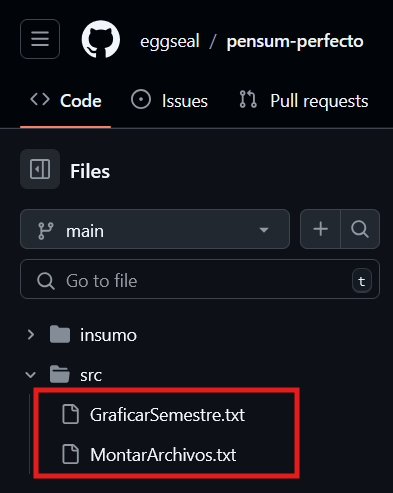 eggseal / pensum-perfecto
Code Issues Pull requests
Files
main
Go to file t
insumo
src
GraficarSemestre.txt
MontarArchivos.txt